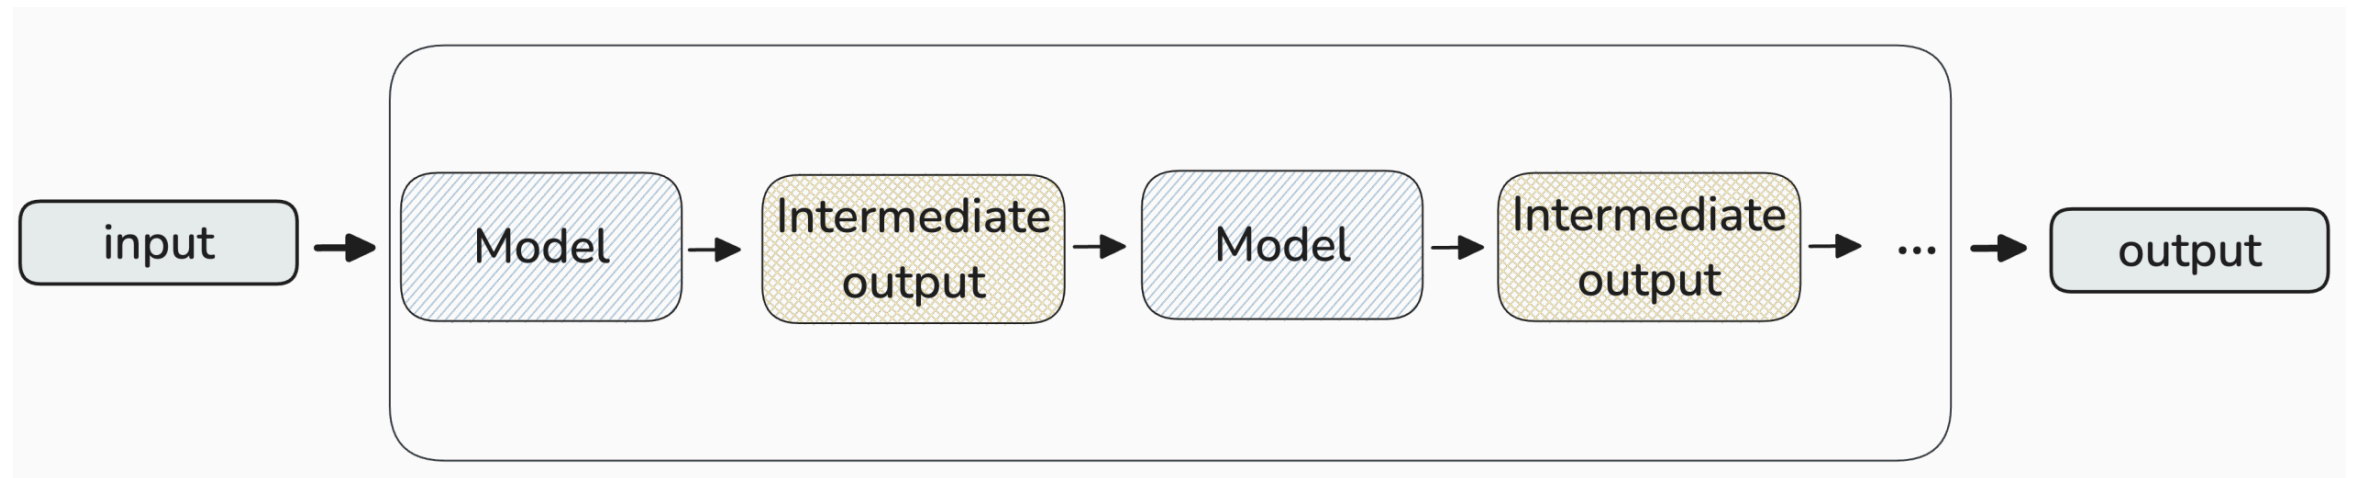 input
Model
Intermediate
output
Model
Intermediate
output
...
output